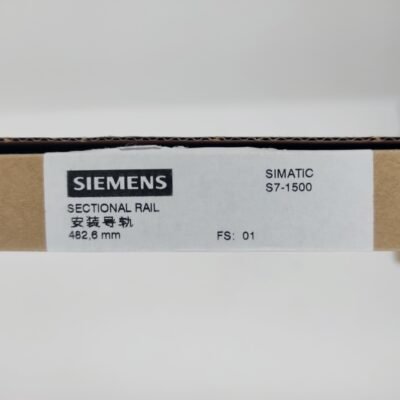 SIEMENS
SECTIONAL RAIL
安装导轨
482,6 mm
FS: 01
SIMATIC
S7-1500